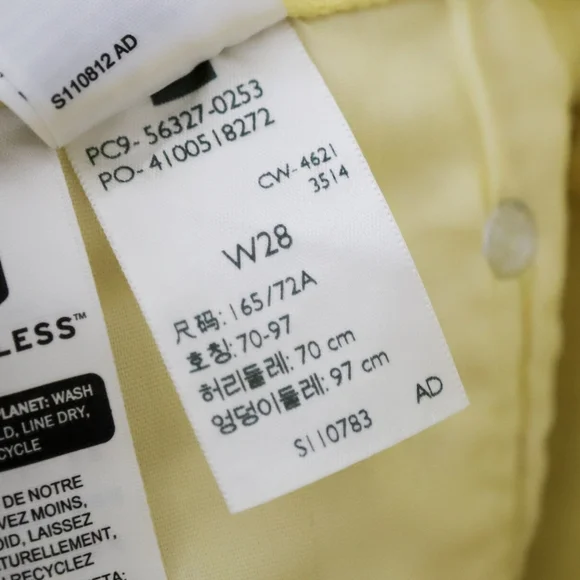 S110812 AD
PC9- 56327-0253
PO- 4100518272
CW- 4621
3514
W28
尺码: 165/72A
호칭: 70-97
허리둘레: 70 cm
엉덩이둘레: 97 cm
S110783
AD
LESS™
PLANET: WASH
LD, LINE DRY,
CYCLE
DE NOTRE
VEZ MOINS,
OID, LAISSEZ
TURELLEMENT,
RECYCLEZ
TA: